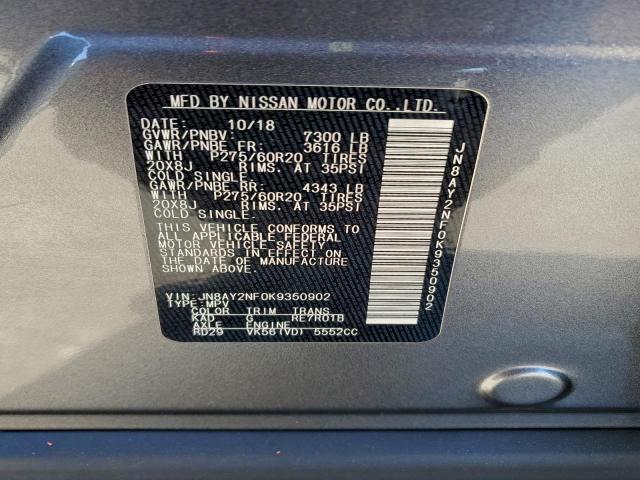 MFD BY NISSAN MOTOR CO.,LTD.
DATE: 10/18
GVWR/PNBV: 7300 LB
GAWR/PNBE FR: 3616 LB
WITH P275/60R20 TIRES
20X8J RIMS. AT 35PSI
COLD SINGLE.
GAWR/PNBE RR: 4343 LB
WITH P275/60R20 TIRES
20X8J RIMS. AT 35PSI
COLD SINGLE.
THIS VEHICLE CONFORMS TO
ALL APPLICABLE FEDERAL
MOTOR VEHICLE SAFETY
STANDARDS IN EFFECT ON
THE DATE OF MANUFACTURE
SHOWN ABOVE.
VIN: JN8AY2NF0K9350902
TYPE:MPV
COLOR TRIM TRANS
KAD G RE7R01B
AXLE ENGINE
RD29 VK56(VD) 5552CC
JN8AY2NF0K9350902